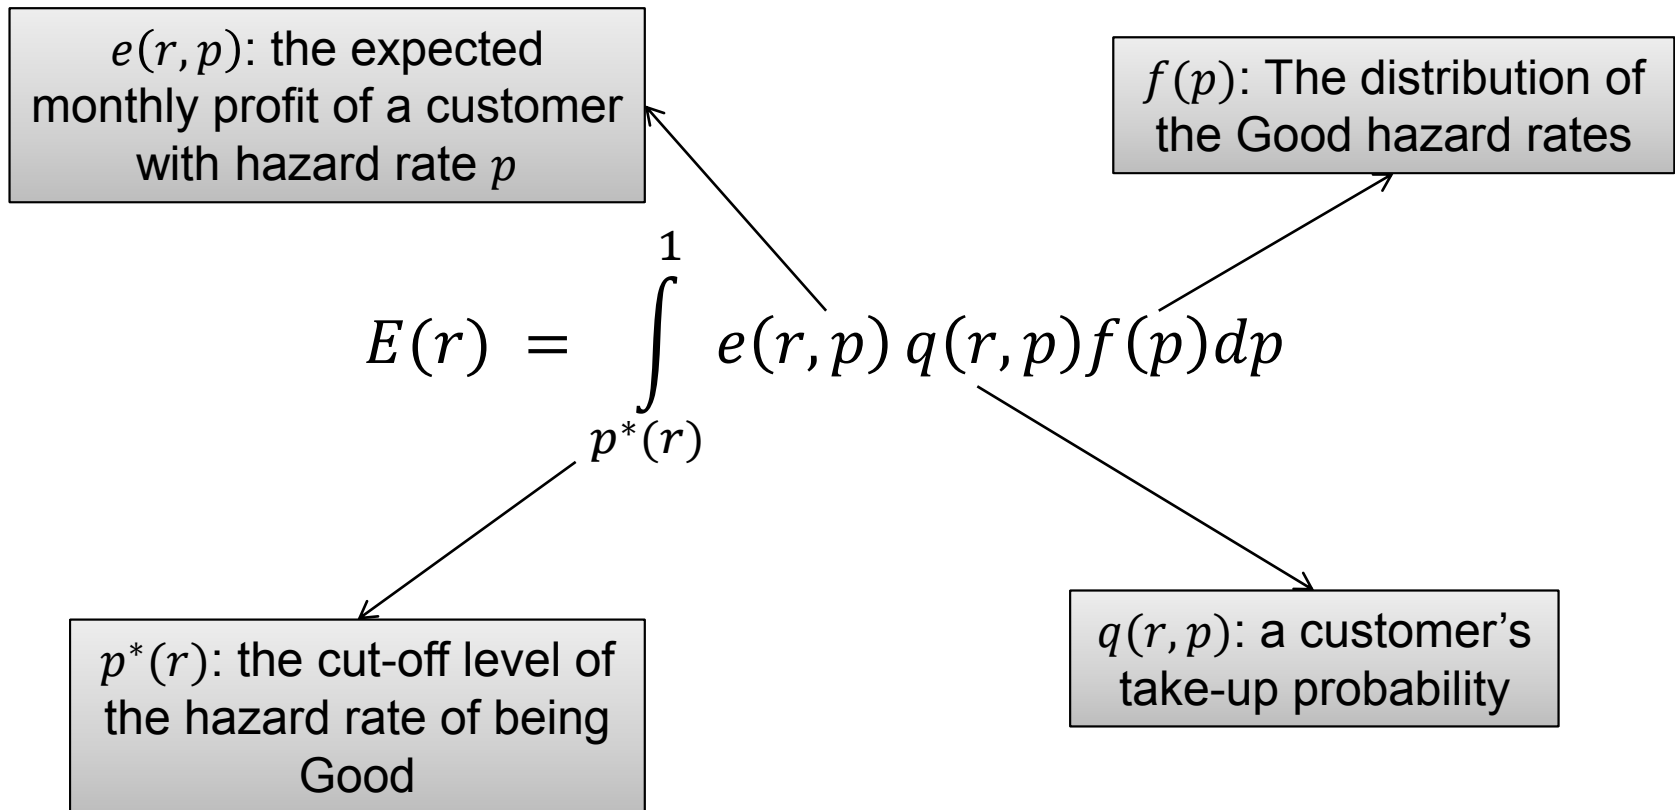 e(r, p): the expected
monthly profit of a customer
with hazard rate p
f(p): The distribution of
the Good hazard rates
1
E(r) = ∫ e(r, p) q(r, p)f(p)dp
p*(r)
p*(r): the cut-off level of
the hazard rate of being
Good
q(r, p): a customer’s
take-up probability